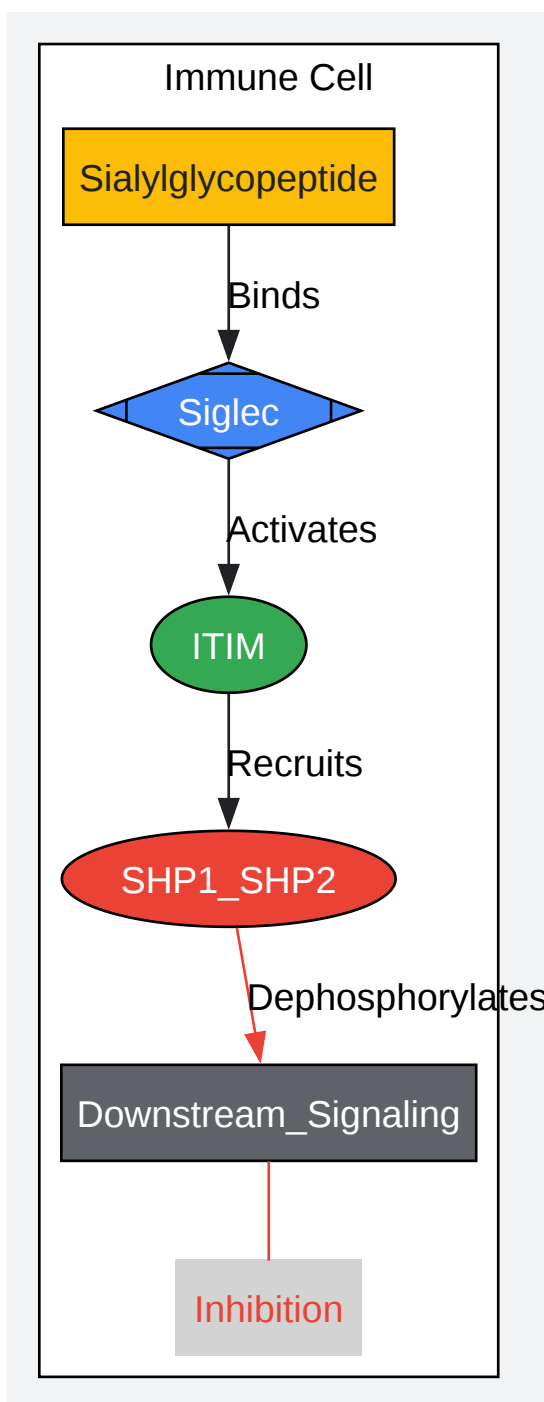 Immune Cell
Sialylglycopeptide
Binds
Siglec
Activates
ITIM
Recruits
SHP1_SHP2
Dephosphorylates
Downstream_Signaling
Inhibition